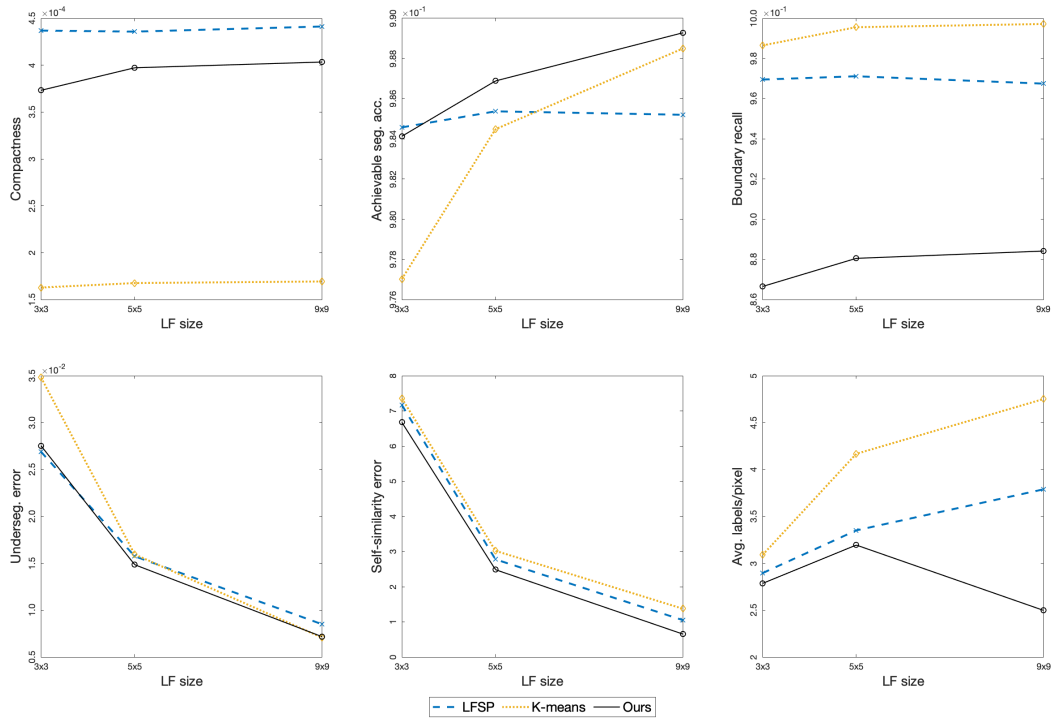 ×10⁻⁴
4.5
4
3.5
3
2.5
2
1.5
Compactness
3x3
5x5
9x9
LF size
×10⁻¹
9.90
9.88
9.86
9.84
9.82
9.80
9.78
9.76
Achievable seg. acc.
3x3
5x5
9x9
LF size
×10⁻¹
10.0
9.8
9.6
9.4
9.2
9.0
8.8
8.6
Boundary recall
3x3
5x5
9x9
LF size
×10⁻²
3.5
3.0
2.5
2.0
1.5
1.0
0.5
Underseg. error
3x3
5x5
9x9
LF size
8
7
6
5
4
3
2
1
0
Self-similarity error
3x3
5x5
9x9
LF size
5
4.5
4
3.5
3
2.5
2
Avg. labels/pixel
3x3
5x5
9x9
LF size
LFSP K-means Ours